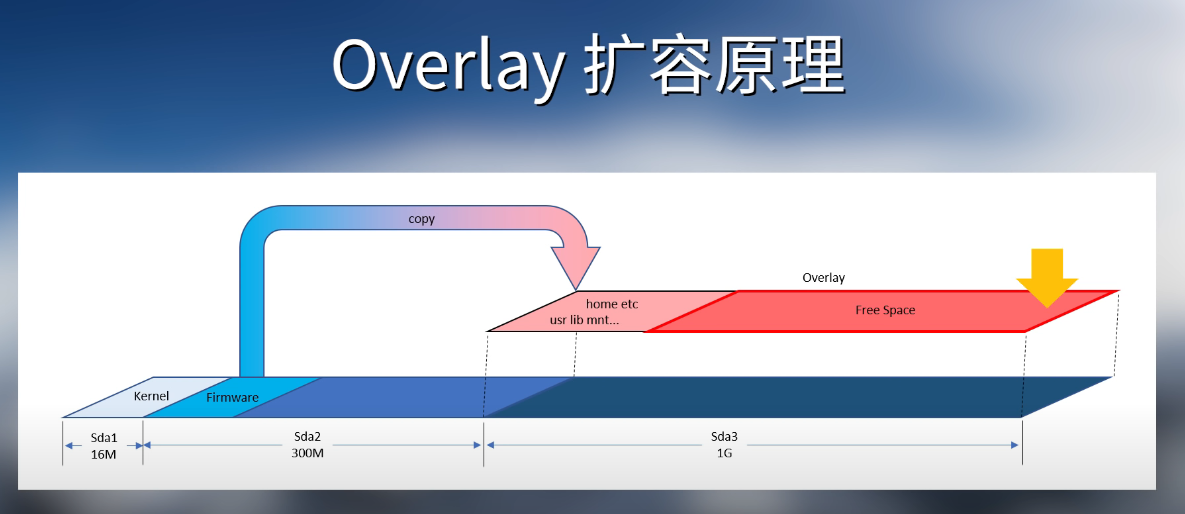 Overlay 扩容原理
copy
Overlay
home etc
usr lib mnt...
Free Space
Kernel
Firmware
Sda1
16M
Sda2
300M
Sda3
1G